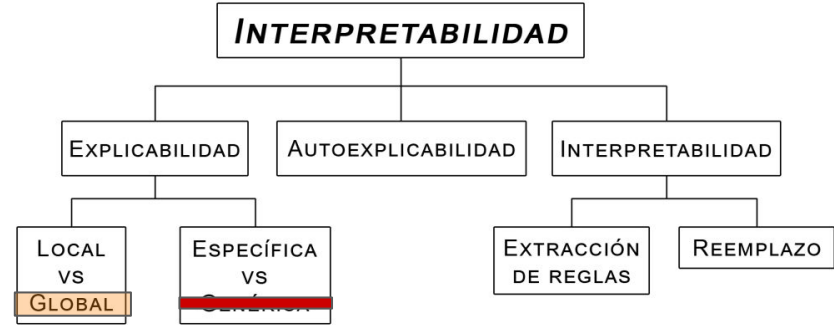 INTERPRETABILIDAD
EXPLICABILIDAD
AUTOEXPLICABILIDAD
INTERPRETABILIDAD
LOCAL
VS
GLOBAL
ESPECÍFICA
VS
EXTRACCIÓN
DE REGLAS
REEMPLAZO